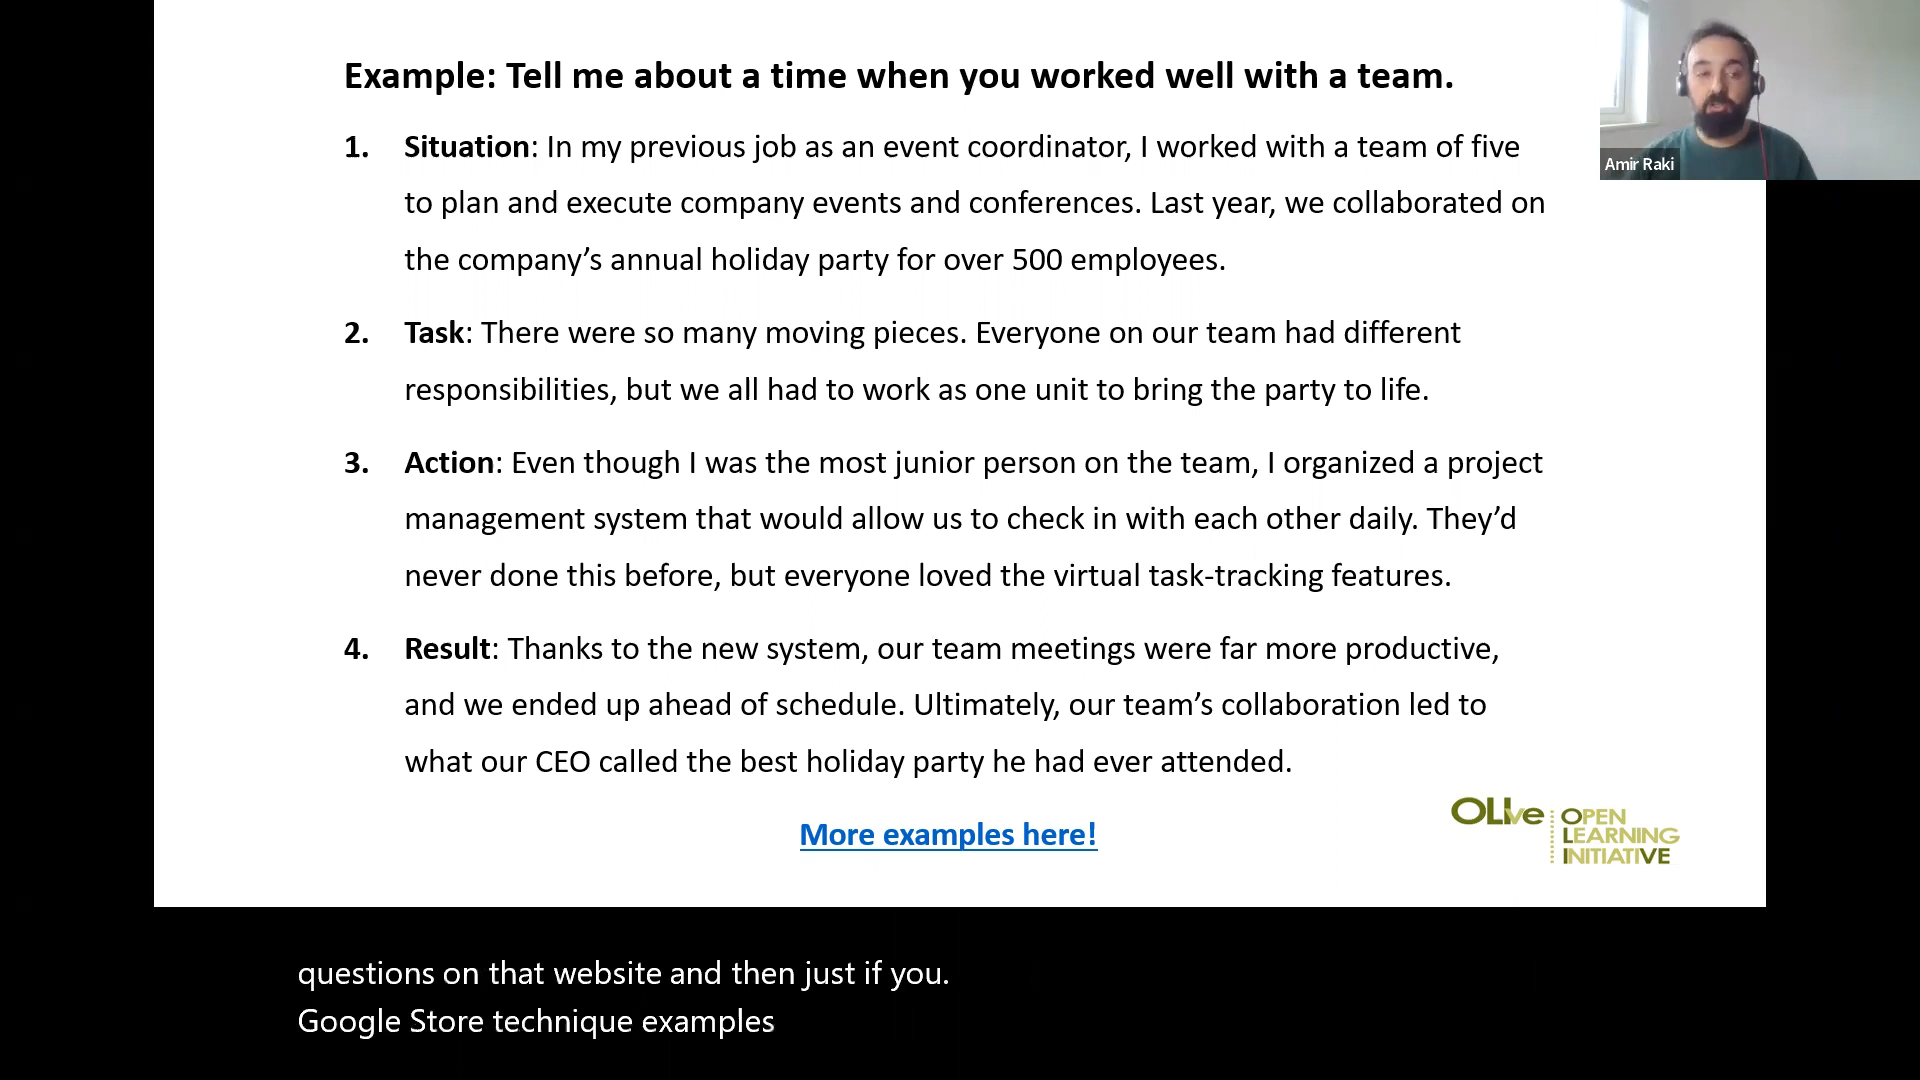 Example: Tell me about a time when you worked well with a team.
1. Situation: In my previous job as an event coordinator, I worked with a team of five
to plan and execute company events and conferences. Last year, we collaborated on
the company’s annual holiday party for over 500 employees.
2. Task: There were so many moving pieces. Everyone on our team had different
responsibilities, but we all had to work as one unit to bring the party to life.
3. Action: Even though I was the most junior person on the team, I organized a project
management system that would allow us to check in with each other daily. They’d
never done this before, but everyone loved the virtual task-tracking features.
4. Result: Thanks to the new system, our team meetings were far more productive,
and we ended up ahead of schedule. Ultimately, our team’s collaboration led to
what our CEO called the best holiday party he had ever attended.
More examples here!
OLIve
OPEN
LEARNING
INITIATIVE
Amir Raki
questions on that website and then just if you.
Google Store technique examples